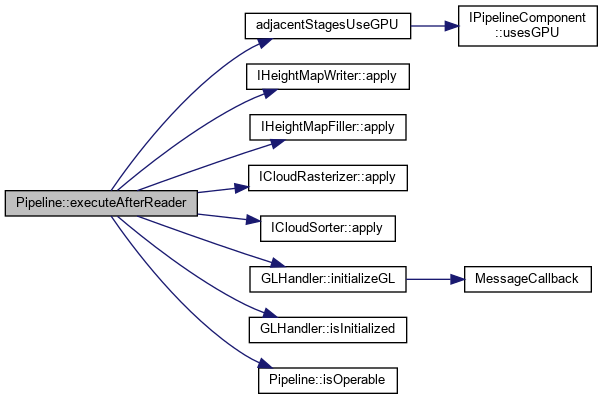 adjacentStagesUseGPU
IPipelineComponent
::usesGPU
IHeightMapWriter::apply
IHeightMapFiller::apply
ICloudRasterizer::apply
Pipeline::executeAfterReader
ICloudSorter::apply
GLHandler::initializeGL
MessageCallback
GLHandler::isInitialized
Pipeline::isOperable